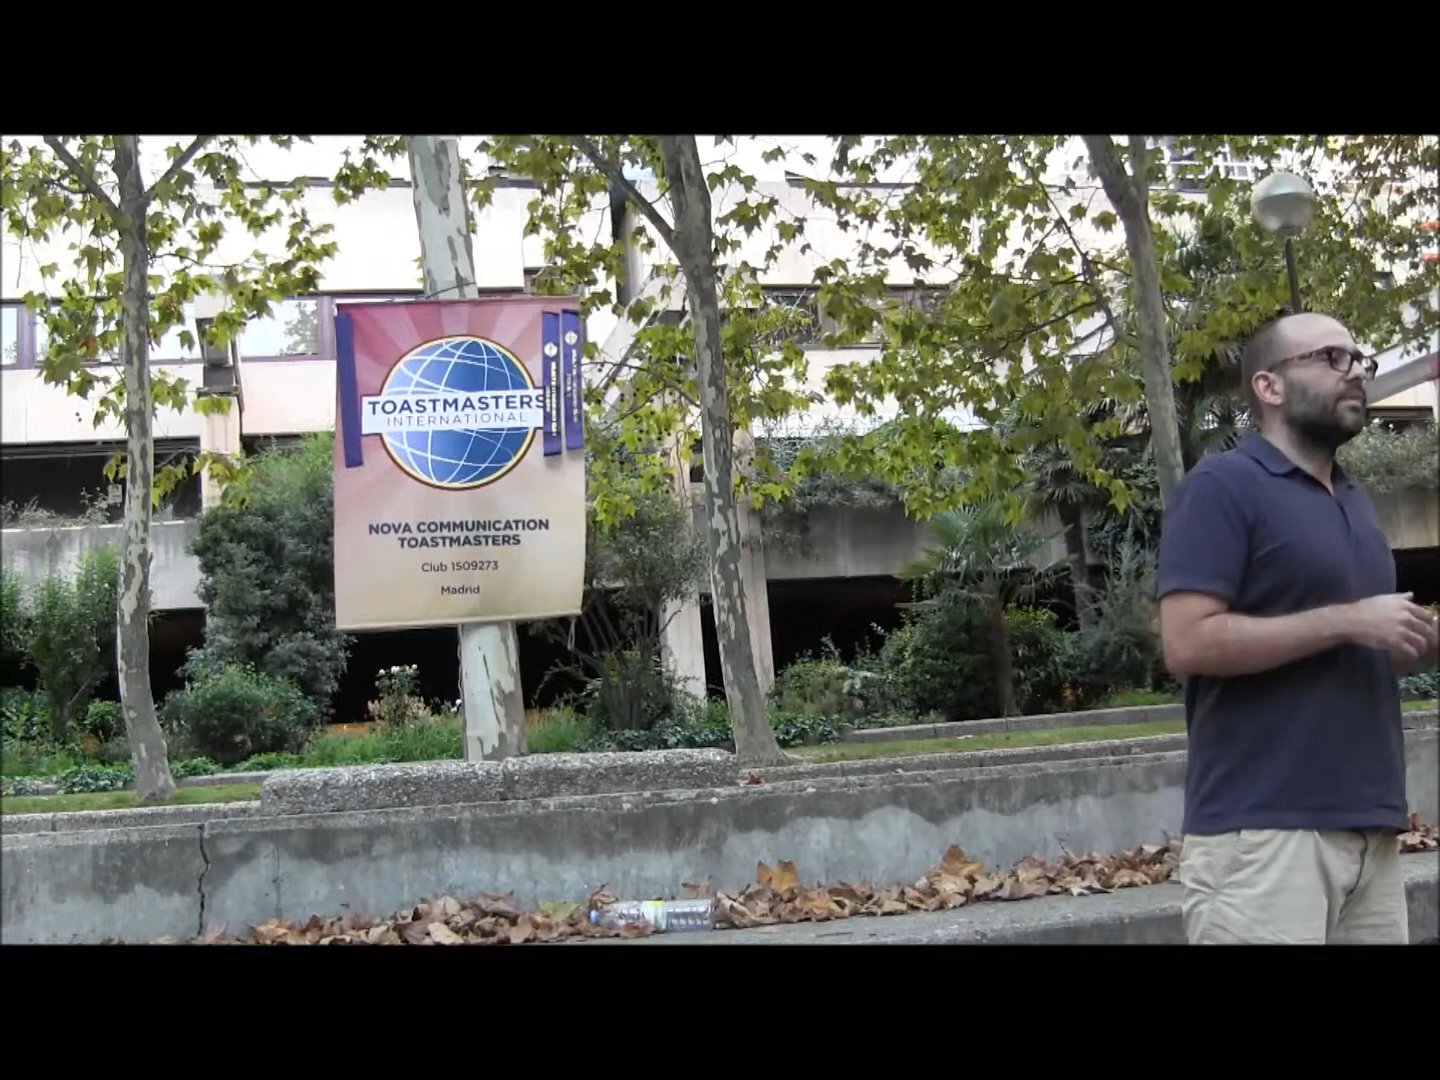 TOASTMASTERS
INTERNATIONAL
NOVA COMMUNICATION
TOASTMASTERS
Club 1509273
Madrid